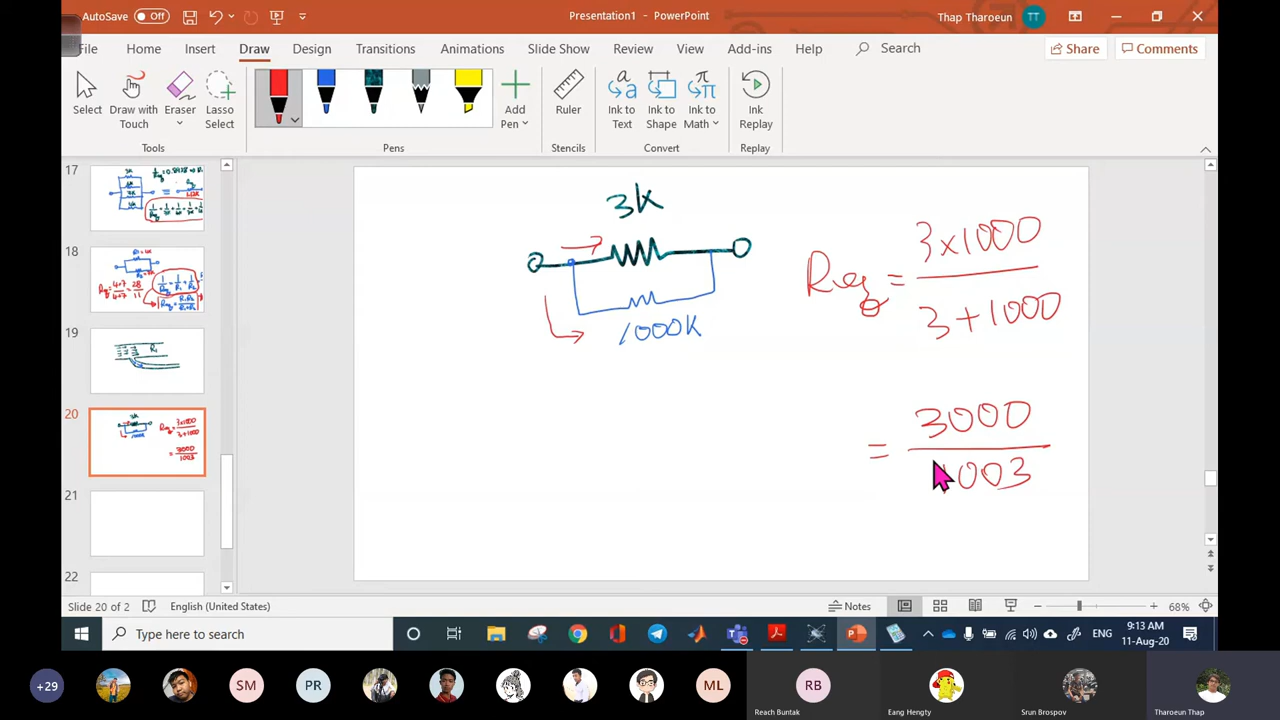 AutoSave Off
Presentation1 - PowerPoint
Thap Tharoeun TT
File Home Insert Draw Design Transitions Animations Slide Show Review View Add-ins Help Search Share Comments
Select
Draw with Touch
Eraser
Lasso Select
Add Pen
Ruler
Ink to Text
Ink to Shape
Ink to Math
Ink Replay
Tools
Pens
Stencils
Convert
Replay
17
18
19
20
21
22
3K
1000K
Req = 3x1000
3+1000
= 3000
1003
Slide 20 of 2 English (United States) Notes 68%
Type here to search
ENG
9:13 AM
11-Aug-20
+29 SM PR ML RB
Reach Buntak
Eang Hengty
Srun Brospov
Tharoeun Thap